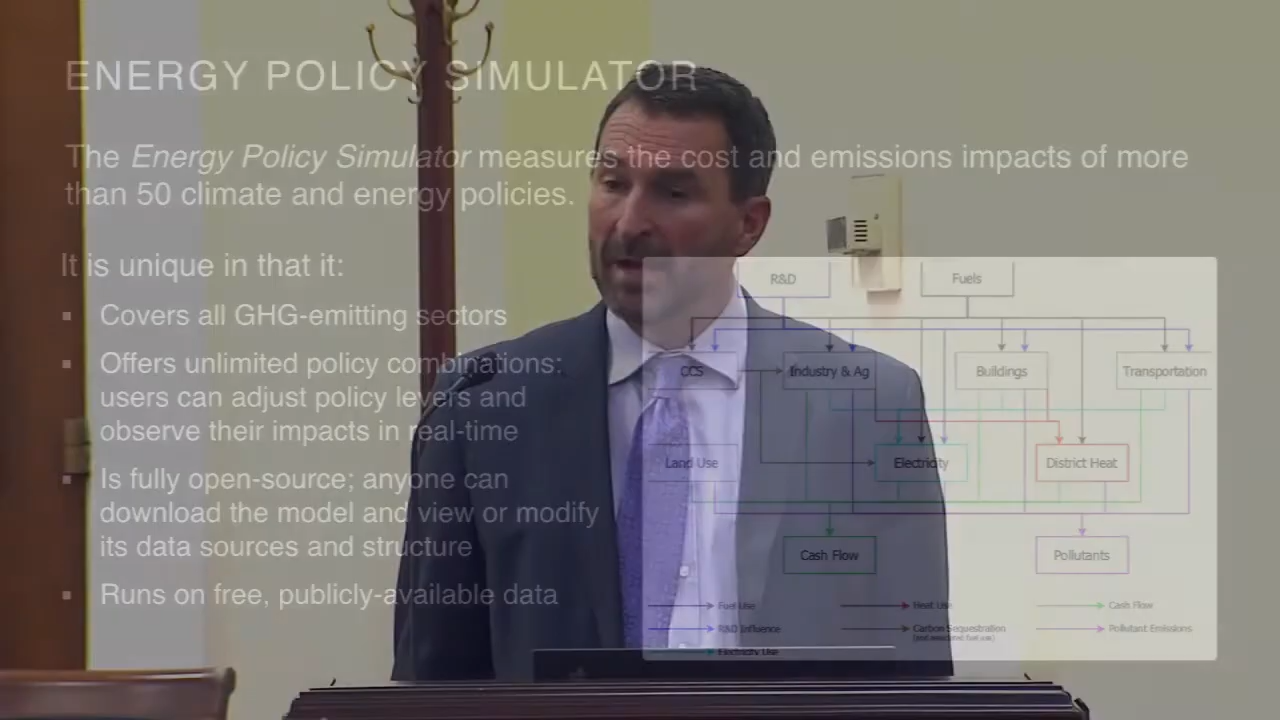 ENERGY POLICY SIMULATOR
The Energy Policy Simulator measures the cost and emissions impacts of more
than 50 climate and energy policies.
It is unique in that it:
▪ Covers all GHG-emitting sectors
▪ Offers unlimited policy combinations:
users can adjust policy levers and
observe their impacts in real-time
▪ Is fully open-source; anyone can
download the model and view or modify
its data sources and structure
▪ Runs on free, publicly-available data
R&D
Fuels
CCS
Industry & Ag
Buildings
Transportation
Land Use
Electricity
District Heat
Cash Flow
Pollutants
Fuel Use
Heat Use
Cash Flow
R&D Influence
Carbon Sequestration
(and associated fuel use)
Pollutant Emissions
Electricity Use